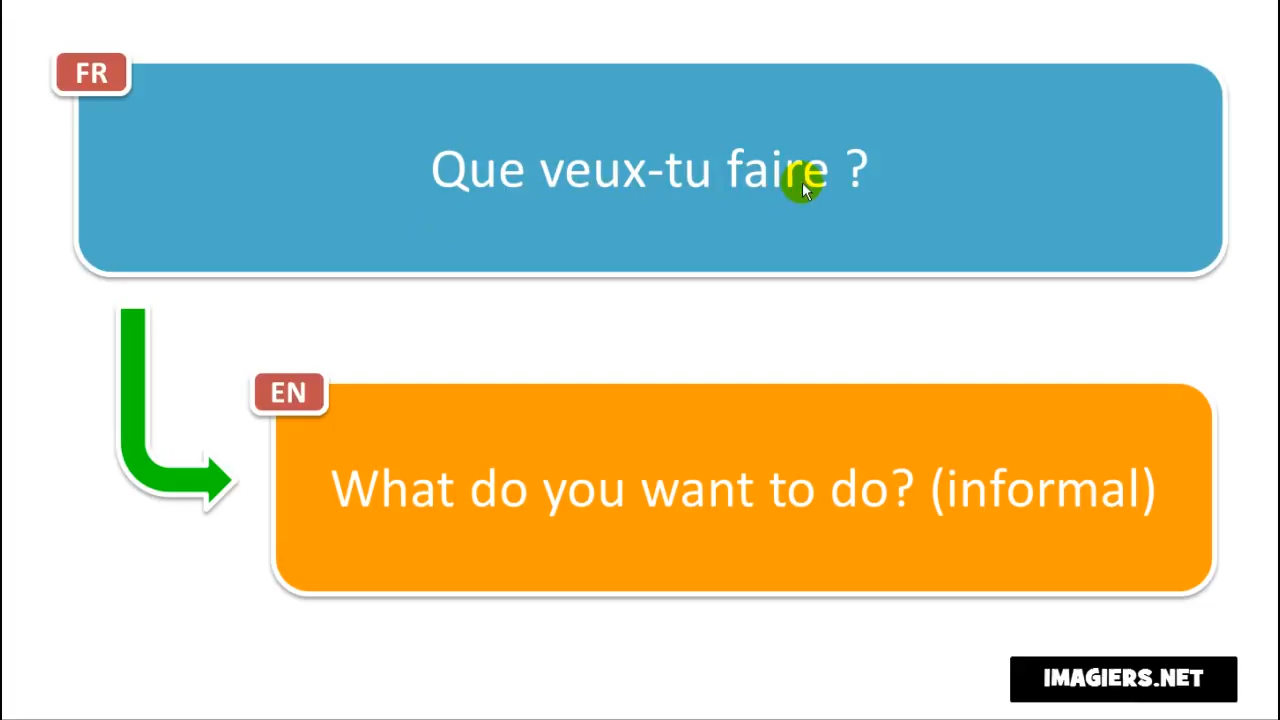 FR
Que veux-tu faire ?
EN
What do you want to do? (informal)
IMAGIERS.NET